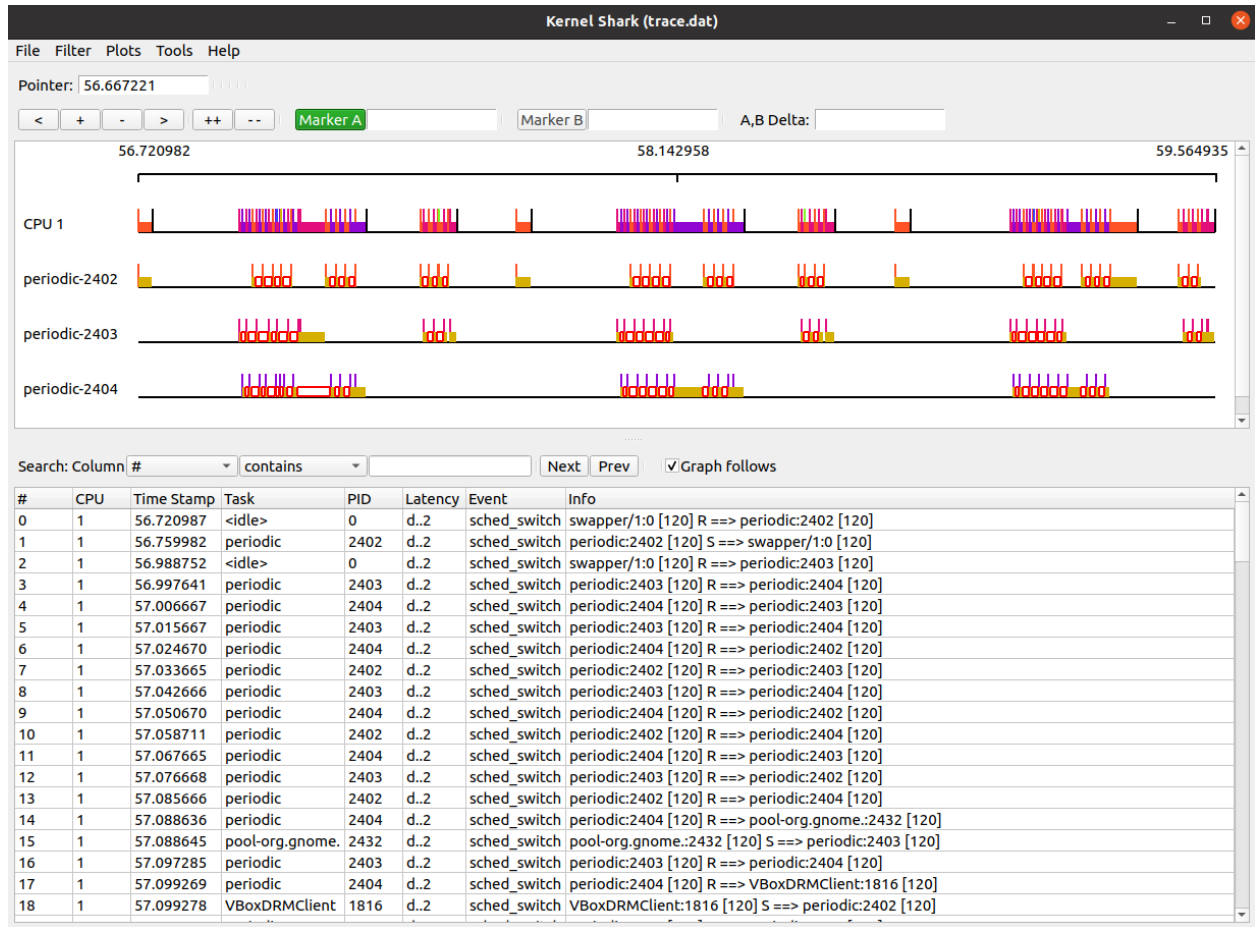 Kernel Shark (trace.dat)
File Filter Plots Tools Help
Pointer: 56.667221
< + - > ++ -- Marker A Marker B A,B Delta:
56.720982 58.142958 59.564935
CPU 1
periodic-2402
periodic-2403
periodic-2404
Search: Column # contains Next Prev Graph follows
# CPU Time Stamp Task PID Latency Event Info
0 1 56.720987 <idle> 0 d..2 sched_switch swapper/1:0 [120] R ==> periodic:2402 [120]
1 1 56.759982 periodic 2402 d..2 sched_switch periodic:2402 [120] S ==> swapper/1:0 [120]
2 1 56.988752 <idle> 0 d..2 sched_switch swapper/1:0 [120] R ==> periodic:2403 [120]
3 1 56.997641 periodic 2403 d..2 sched_switch periodic:2403 [120] R ==> periodic:2404 [120]
4 1 57.006667 periodic 2404 d..2 sched_switch periodic:2404 [120] R ==> periodic:2403 [120]
5 1 57.015667 periodic 2403 d..2 sched_switch periodic:2403 [120] R ==> periodic:2404 [120]
6 1 57.024670 periodic 2404 d..2 sched_switch periodic:2404 [120] R ==> periodic:2402 [120]
7 1 57.033665 periodic 2402 d..2 sched_switch periodic:2402 [120] R ==> periodic:2403 [120]
8 1 57.042666 periodic 2403 d..2 sched_switch periodic:2403 [120] R ==> periodic:2404 [120]
9 1 57.050670 periodic 2404 d..2 sched_switch periodic:2404 [120] R ==> periodic:2402 [120]
10 1 57.058711 periodic 2402 d..2 sched_switch periodic:2402 [120] R ==> periodic:2404 [120]
11 1 57.067665 periodic 2404 d..2 sched_switch periodic:2404 [120] R ==> periodic:2403 [120]
12 1 57.076668 periodic 2403 d..2 sched_switch periodic:2403 [120] R ==> periodic:2402 [120]
13 1 57.085666 periodic 2402 d..2 sched_switch periodic:2402 [120] R ==> periodic:2404 [120]
14 1 57.088636 periodic 2404 d..2 sched_switch periodic:2404 [120] R ==> pool-org.gnome.:2432 [120]
15 1 57.088645 pool-org.gnome. 2432 d..2 sched_switch pool-org.gnome.:2432 [120] S ==> periodic:2403 [120]
16 1 57.097285 periodic 2403 d..2 sched_switch periodic:2403 [120] R ==> periodic:2404 [120]
17 1 57.099269 periodic 2404 d..2 sched_switch periodic:2404 [120] R ==> VBoxDRMClient:1816 [120]
18 1 57.099278 VBoxDRMClient 1816 d..2 sched_switch VBoxDRMClient:1816 [120] S ==> periodic:2402 [120]